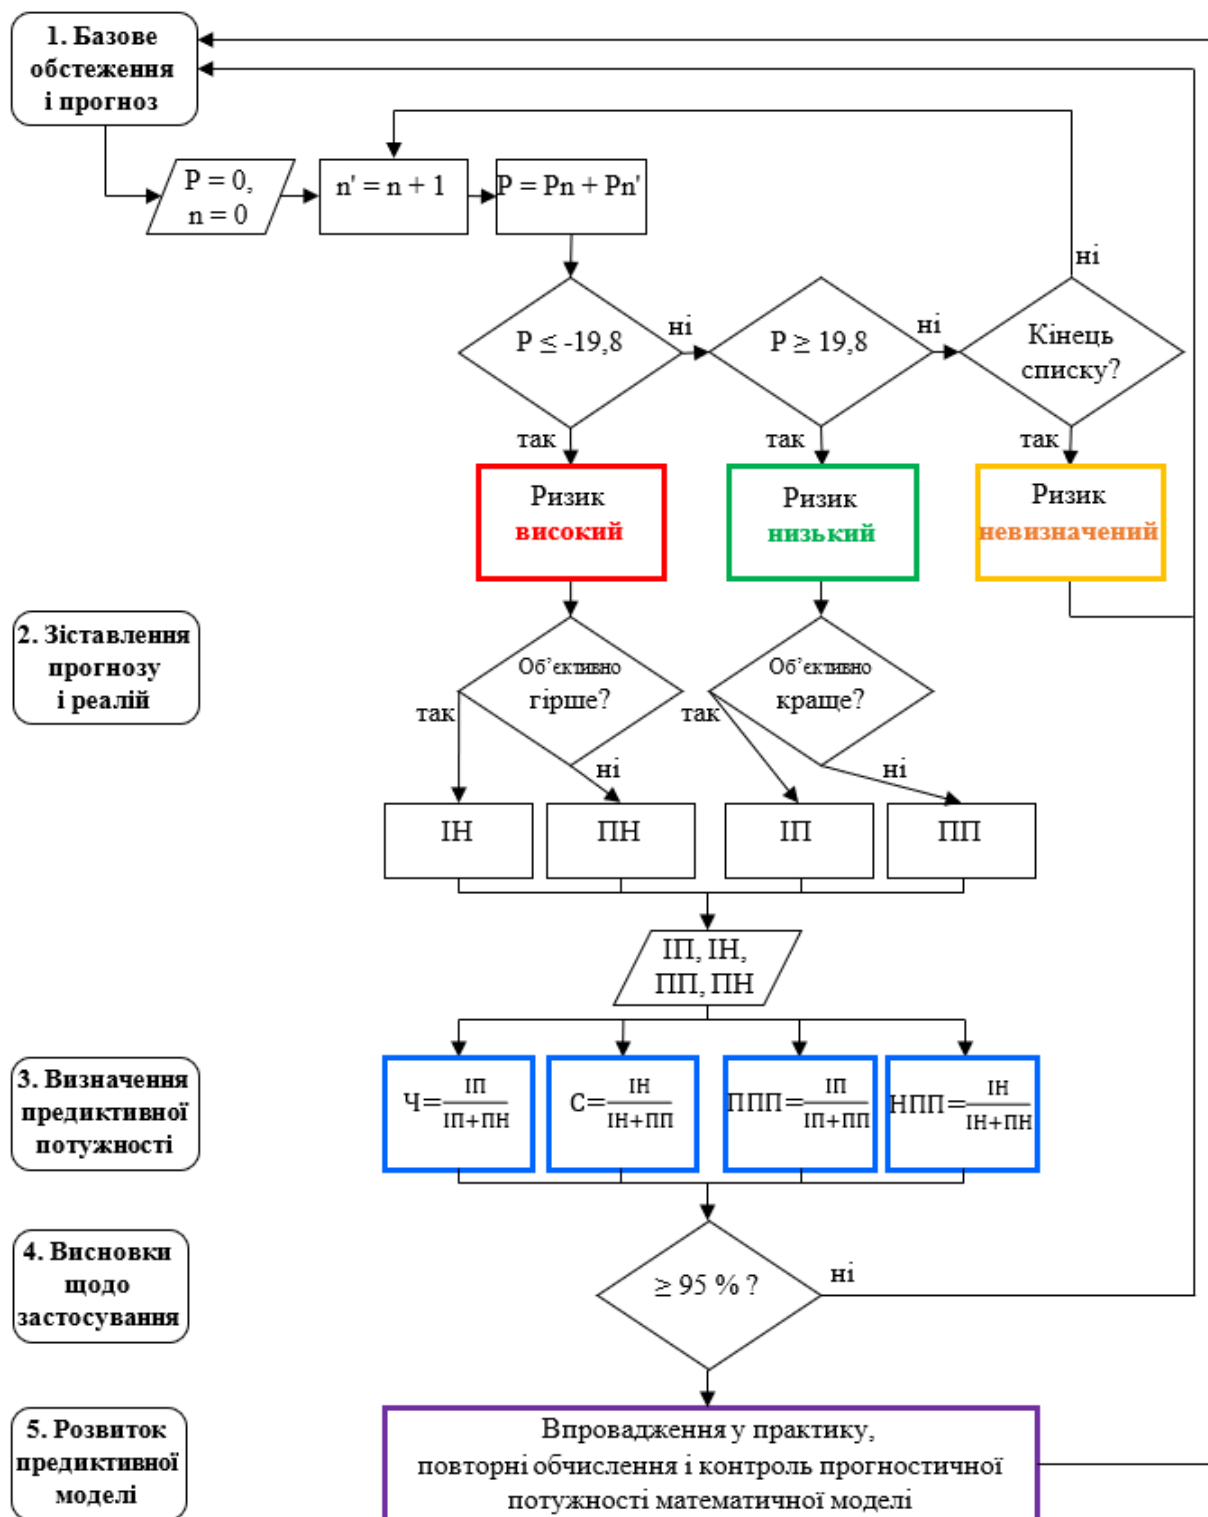 1. Базове
обстеження
і прогноз
P = 0,
n = 0
n' = n + 1
P = Pn + Pn'
P ≤ -19,8
ні
P ≥ 19,8
ні
Кінець
списку?
ні
так
так
так
Ризик
високий
Ризик
низький
Ризик
невизначений
2. Зіставлення
прогнозу
і реалій
Об’єктивно
гірше?
Об’єктивно
краще?
так
ні
так
ні
ІН
ПН
ІП
ПП
ІП, ІН,
ПП, ПН
3. Визначення
предиктивної
потужності
Ч=ІП/(ІП+ПН)
С=ІН/(ІН+ПП)
ППП=ІП/(ІП+ПП)
НПП=ІН/(ІН+ПН)
4. Висновки
щодо
застосування
≥ 95 % ?
ні
5. Розвиток
предиктивної
моделі
Впровадження у практику,
повторні обчислення і контроль прогностичної
потужності математичної моделі